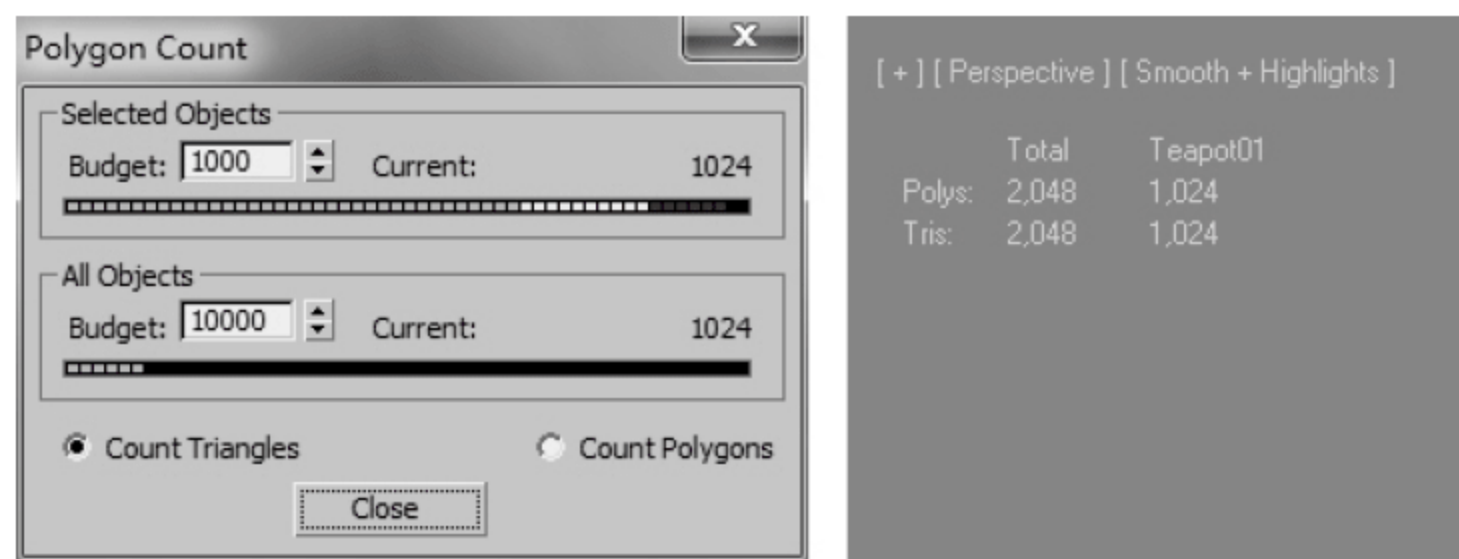 Polygon Count
x
Selected Objects
Budget: 1000 Current: 1024
All Objects
Budget: 10000 Current: 1024
Count Triangles Count Polygons
Close
[ + ] [ Perspective ] [ Smooth + Highlights ]
Total Teapot01
Polys: 2,048 1,024
Tris: 2,048 1,024